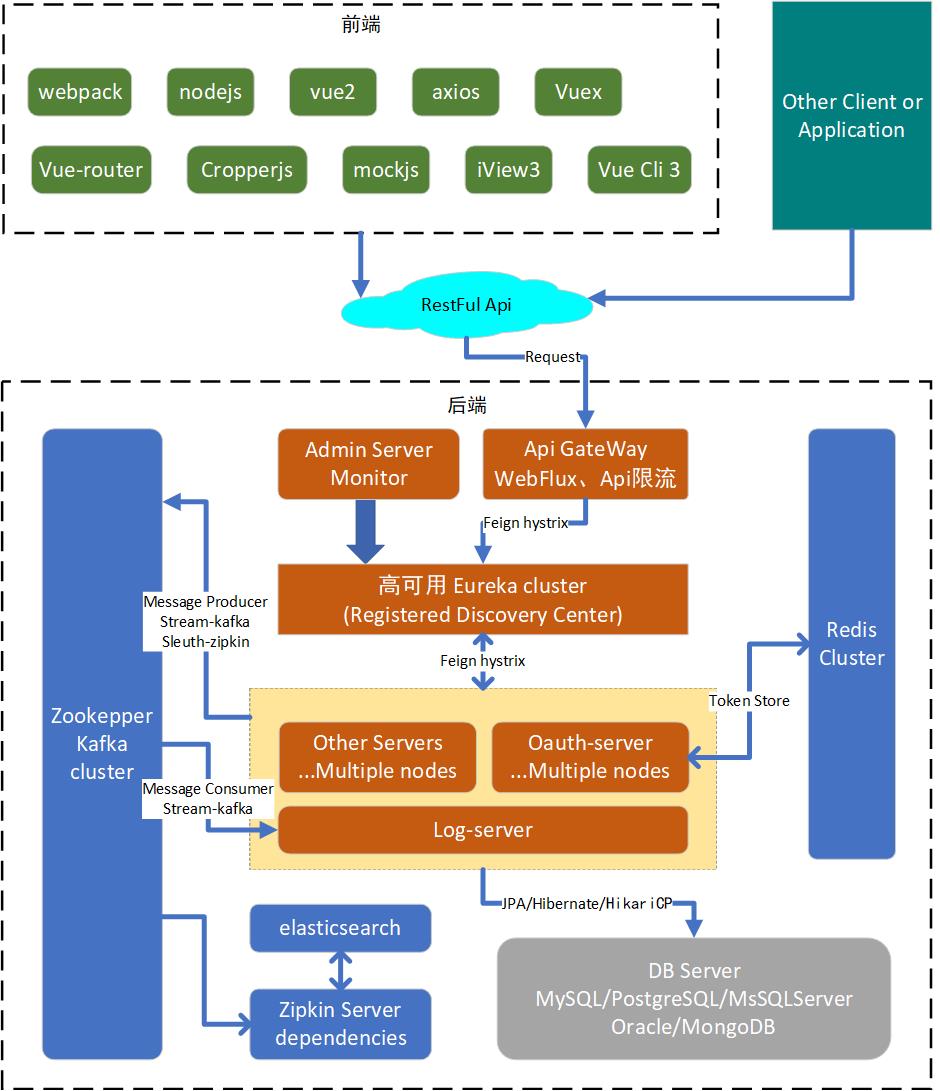 前端
webpack
nodejs
vue2
axios
Vuex
Vue-router
Cropperjs
mockjs
iView3
Vue Cli 3
Other Client or
Application
RestFul Api
Request
后端
Admin Server
Monitor
Api GateWay
WebFlux、Api限流
Feign hystrix
高可用 Eureka cluster
(Registered Discovery Center)
Feign hystrix
Message Producer
Stream-kafka
Sleuth-zipkin
Redis
Cluster
Token Store
Zookepper
Kafka
cluster
Other Servers
...Multiple nodes
Oauth-server
...Multiple nodes
Message Consumer
Stream-kafka
Log-server
JPA/Hibernate/HikariCP
elasticsearch
Zipkin Server
dependencies
DB Server
MySQL/PostgreSQL/MsSQLServer
Oracle/MongoDB